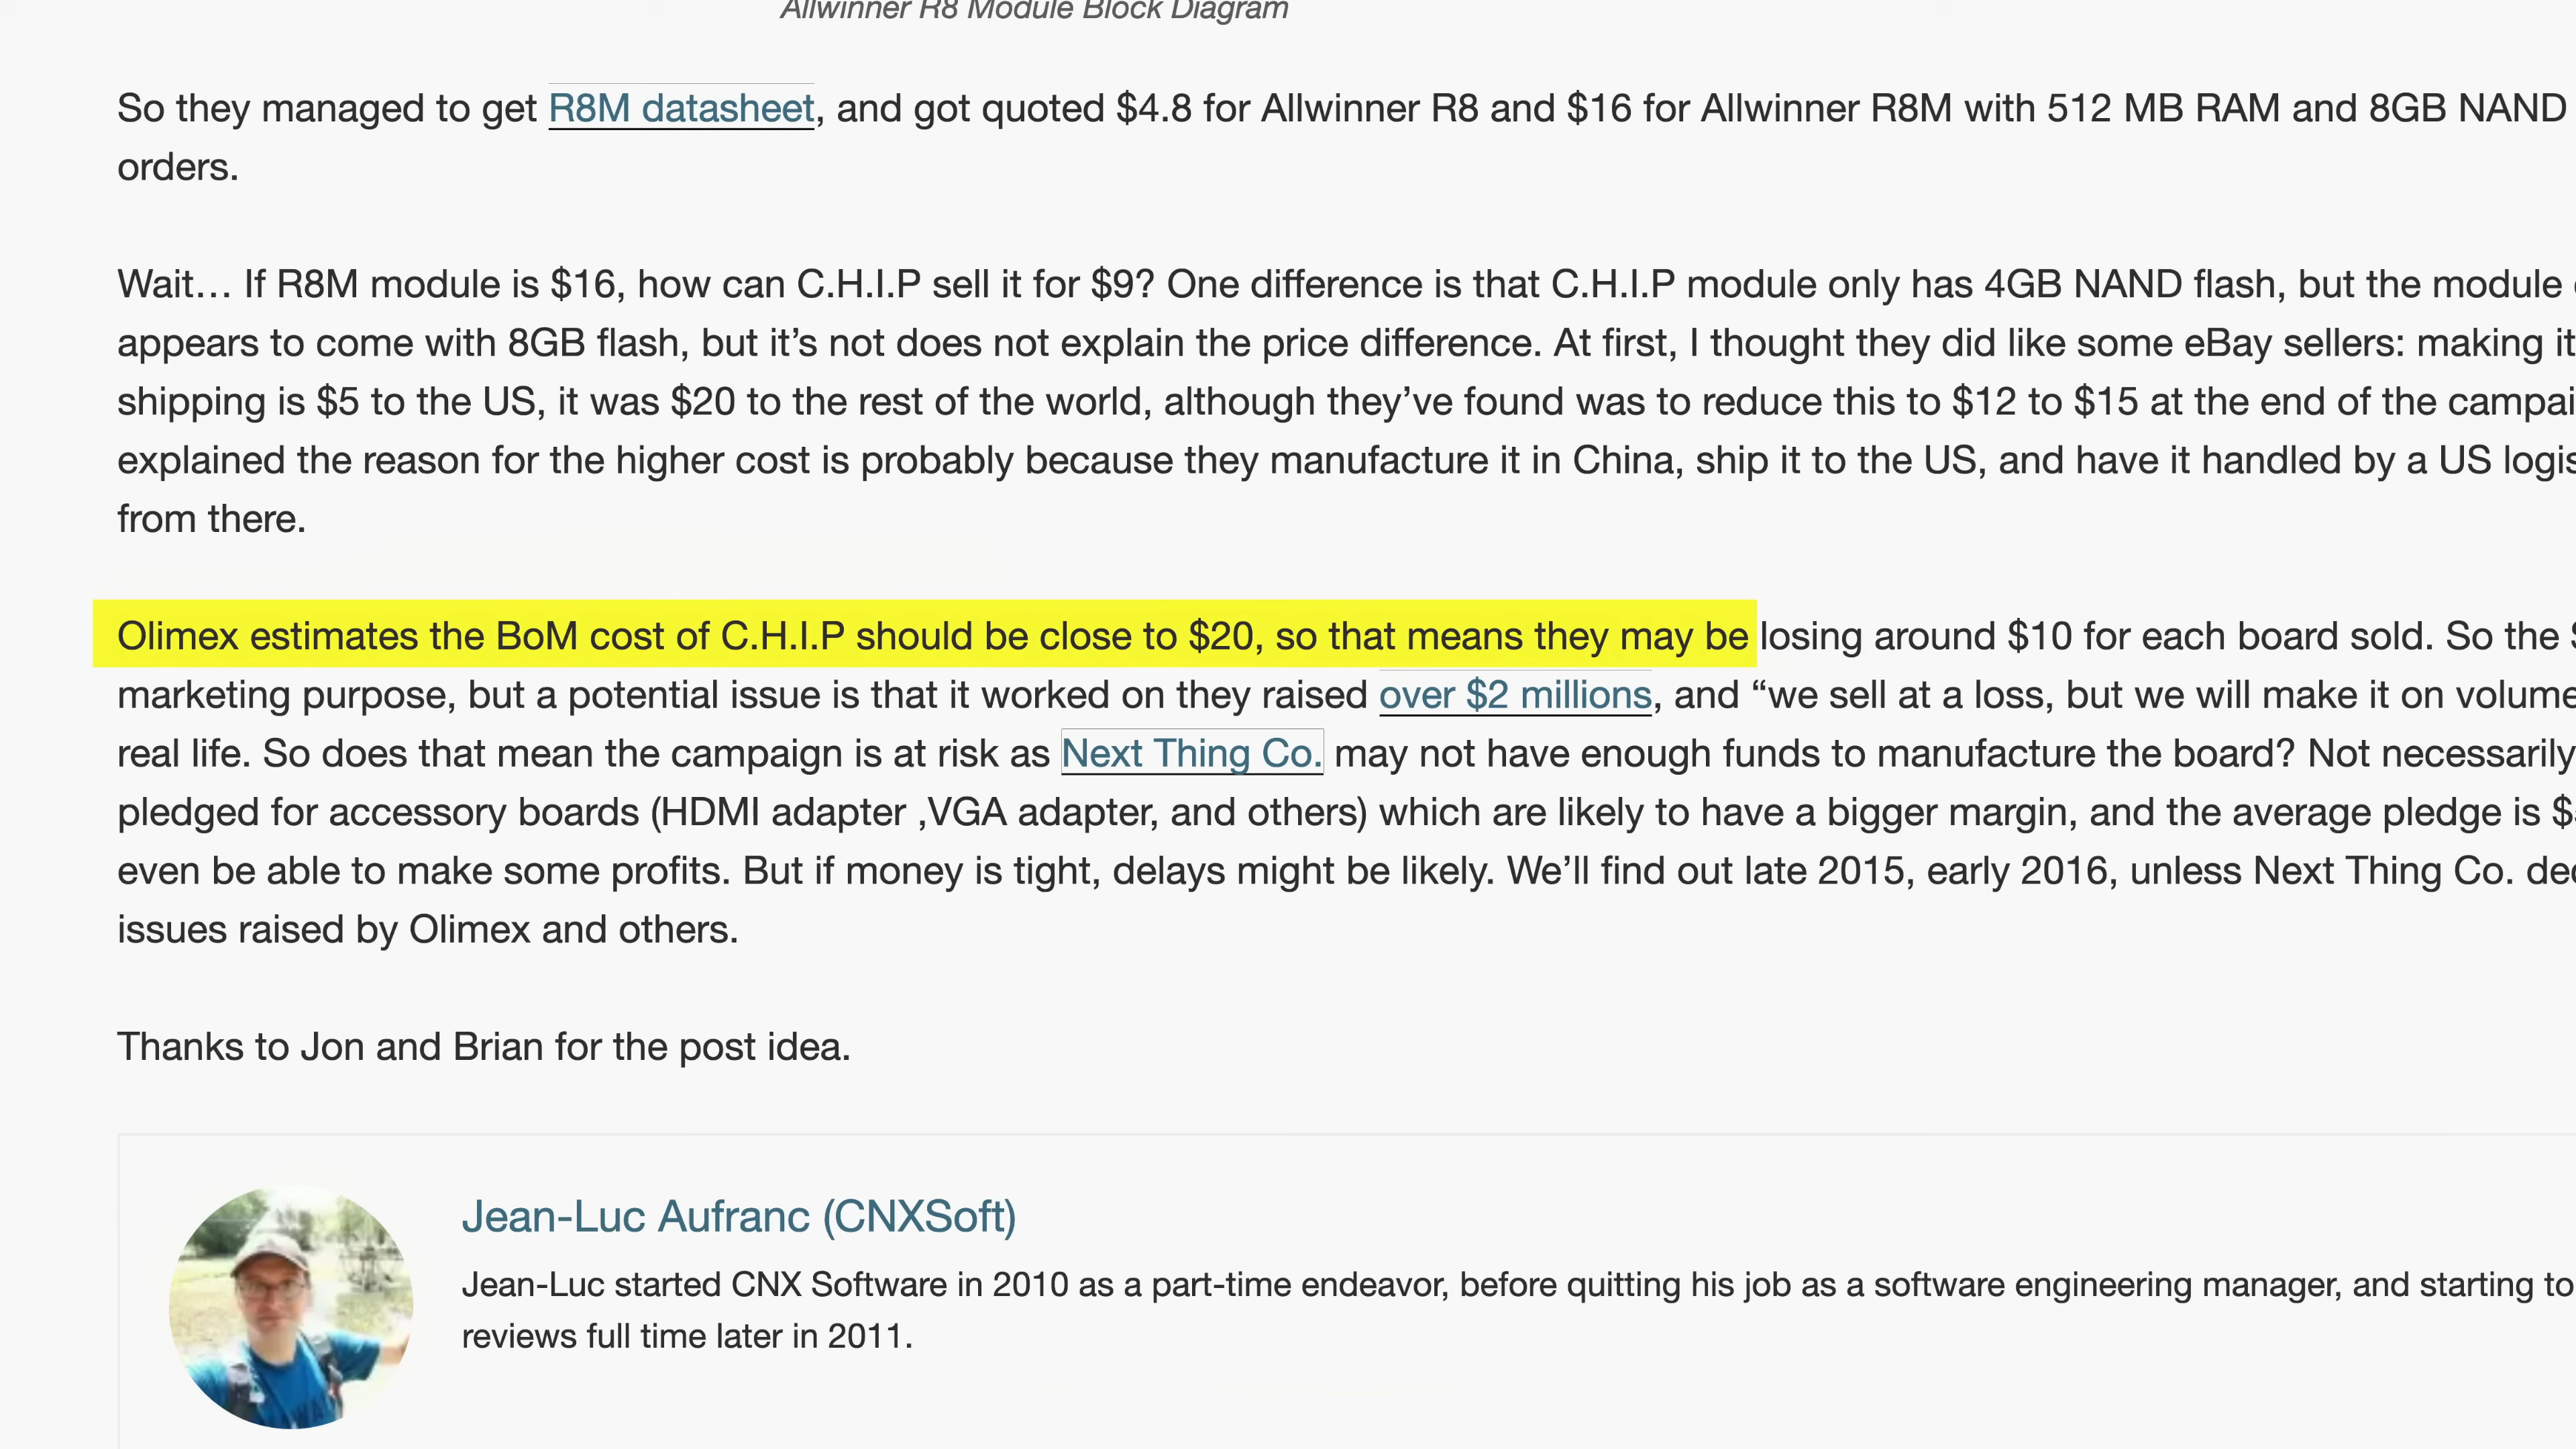 Allwinner R8 Module Block Diagram
So they managed to get R8M datasheet, and got quoted $4.8 for Allwinner R8 and $16 for Allwinner R8M with 512 MB RAM and 8GB NAND
orders.
Wait… If R8M module is $16, how can C.H.I.P sell it for $9? One difference is that C.H.I.P module only has 4GB NAND flash, but the module
appears to come with 8GB flash, but it’s not does not explain the price difference. At first, I thought they did like some eBay sellers: making it
shipping is $5 to the US, it was $20 to the rest of the world, although they’ve found was to reduce this to $12 to $15 at the end of the campai
explained the reason for the higher cost is probably because they manufacture it in China, ship it to the US, and have it handled by a US logis
from there.
Olimex estimates the BoM cost of C.H.I.P should be close to $20, so that means they may be losing around $10 for each board sold. So the $
marketing purpose, but a potential issue is that it worked on they raised over $2 millions, and “we sell at a loss, but we will make it on volume
real life. So does that mean the campaign is at risk as Next Thing Co. may not have enough funds to manufacture the board? Not necessarily
pledged for accessory boards (HDMI adapter ,VGA adapter, and others) which are likely to have a bigger margin, and the average pledge is $
even be able to make some profits. But if money is tight, delays might be likely. We’ll find out late 2015, early 2016, unless Next Thing Co. dec
issues raised by Olimex and others.
Thanks to Jon and Brian for the post idea.
Jean-Luc Aufranc (CNXSoft)
Jean-Luc started CNX Software in 2010 as a part-time endeavor, before quitting his job as a software engineering manager, and starting to
reviews full time later in 2011.